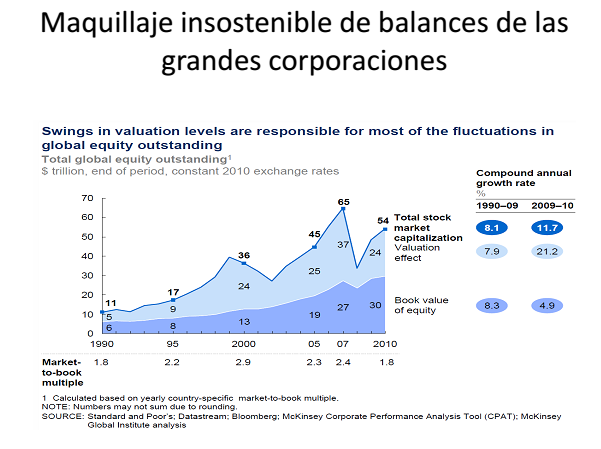 Maquillaje insostenible de balances de las
grandes corporaciones
Swings in valuation levels are responsible for most of the fluctuations in
global equity outstanding
Total global equity outstanding1
$ trillion, end of period, constant 2010 exchange rates
Compound annual
growth rate
%
1990–09 2009–10
70
60
50
40
30
20
10
0
11
5
6
17
9
8
36
24
13
45
25
19
65
37
27
54
24
30
Total stock
market
capitalization
8.1 11.7
Valuation
effect
7.9 21.2
Book value
of equity
8.3 4.9
1990 95 2000 05 07 2010
Market-
to-book
multiple
1.8 2.2 2.9 2.3 2.4 1.8
1 Calculated based on yearly country-specific market-to-book multiple.
NOTE: Numbers may not sum due to rounding.
SOURCE: Standard and Poor's; Datastream; Bloomberg; McKinsey Corporate Performance Analysis Tool (CPAT); McKinsey
Global Institute analysis